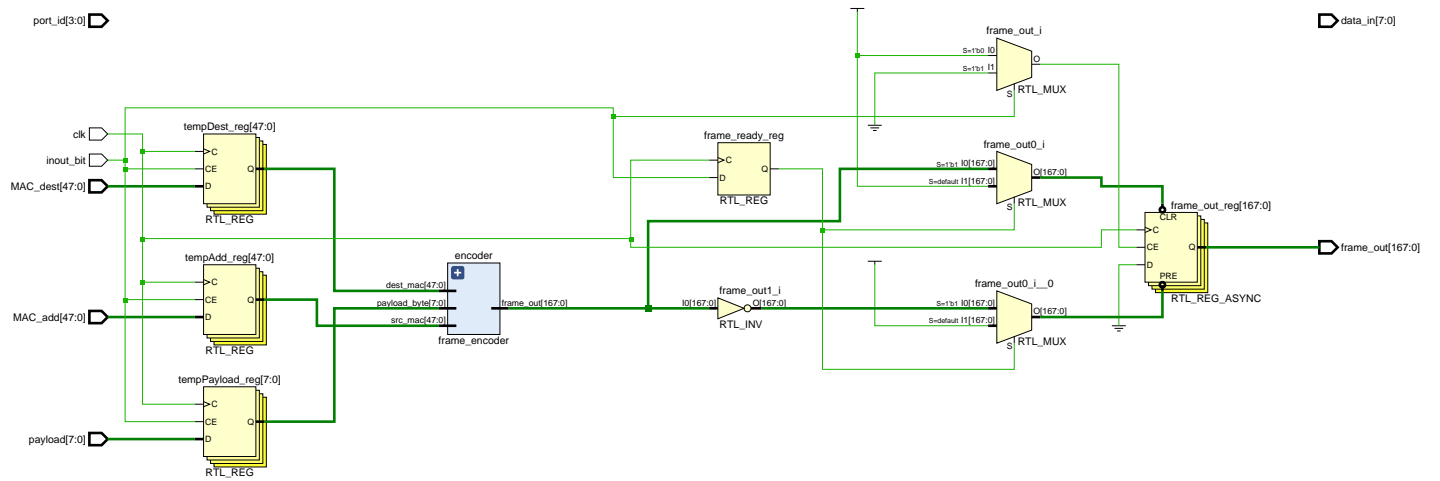 port_id[3:0]
data_in[7:0]
frame_out_i
S=1'b0 I0
S=1'b1 I1
O
S
RTL_MUX
clk
inout_bit
MAC_dest[47:0]
tempDest_reg[47:0]
C
CE
D
Q
RTL_REG
frame_ready_reg
C
D
Q
RTL_REG
frame_out0_i
S=1'b1 I0[167:0]
S=default I1[167:0]
O[167:0]
S
RTL_MUX
frame_out_reg[167:0]
CLR
C
CE
D
Q
PRE
RTL_REG_ASYNC
frame_out[167:0]
MAC_add[47:0]
tempAdd_reg[47:0]
C
CE
D
Q
RTL_REG
encoder
dest_mac[47:0]
payload_byte[7:0]
src_mac[47:0]
frame_out[167:0]
frame_encoder
frame_out1_i
I0[167:0]
O[167:0]
RTL_INV
frame_out0_i__0
S=1'b1 I0[167:0]
S=default I1[167:0]
O[167:0]
S
RTL_MUX
payload[7:0]
tempPayload_reg[7:0]
C
CE
D
Q
RTL_REG